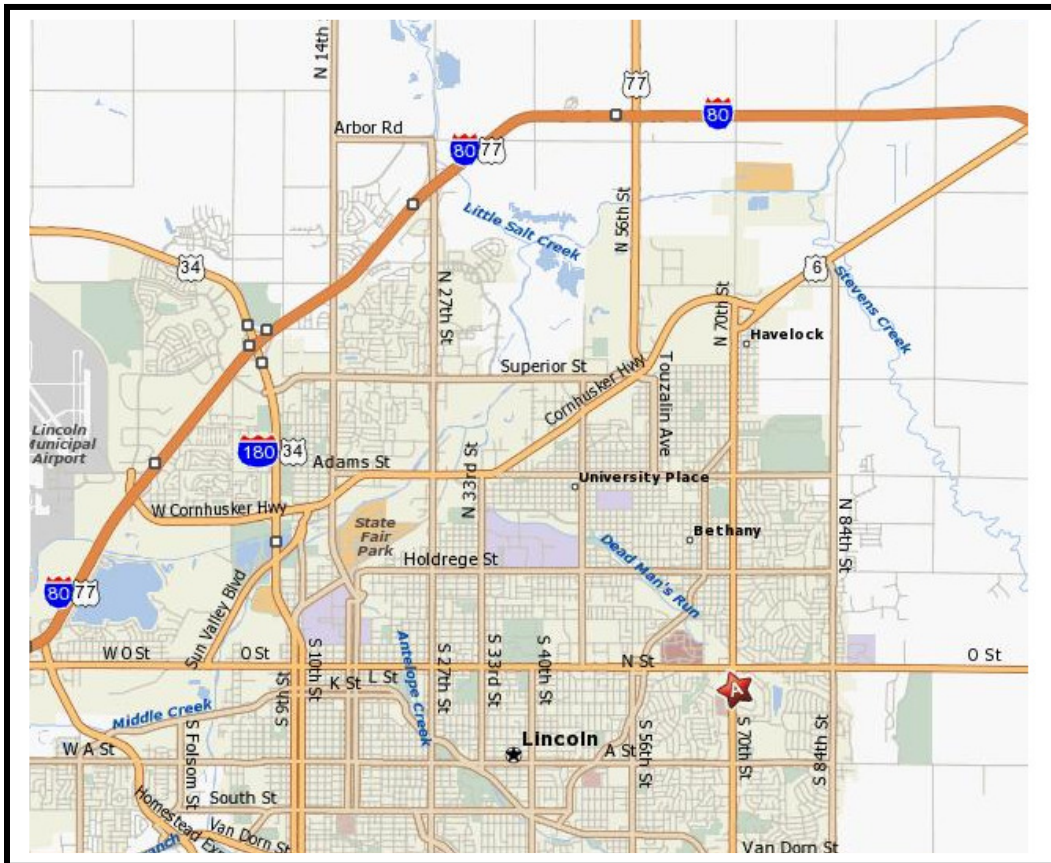 N 14th
77
80
Arbor Rd
80
77
Little Salt Creek
N 56th St
34
6
Stevens Creek
N 27th St
N 70th St
Havelock
Superior St
Cornhusker Hwy
Touzalin Ave
Lincoln
Municipal
Airport
180
34
Adams St
N 33rd St
University Place
W Cornhusker Hwy
State
Fair
Park
Bethany
N 84th St
Holdrege St
Dead Man's Run
80
77
Sun Valley Blvd
Antelope Creek
W O St
O St
S 9th St
S 10th St
S 27th St
S 33rd St
S 40th St
N St
O St
K St
L St
A
Middle Creek
S Folsom St
Lincoln
W A St
A St
S 56th St
S 70th St
S 84th St
South St
Homestead Ex
Van Dorn St
Van Dorn St